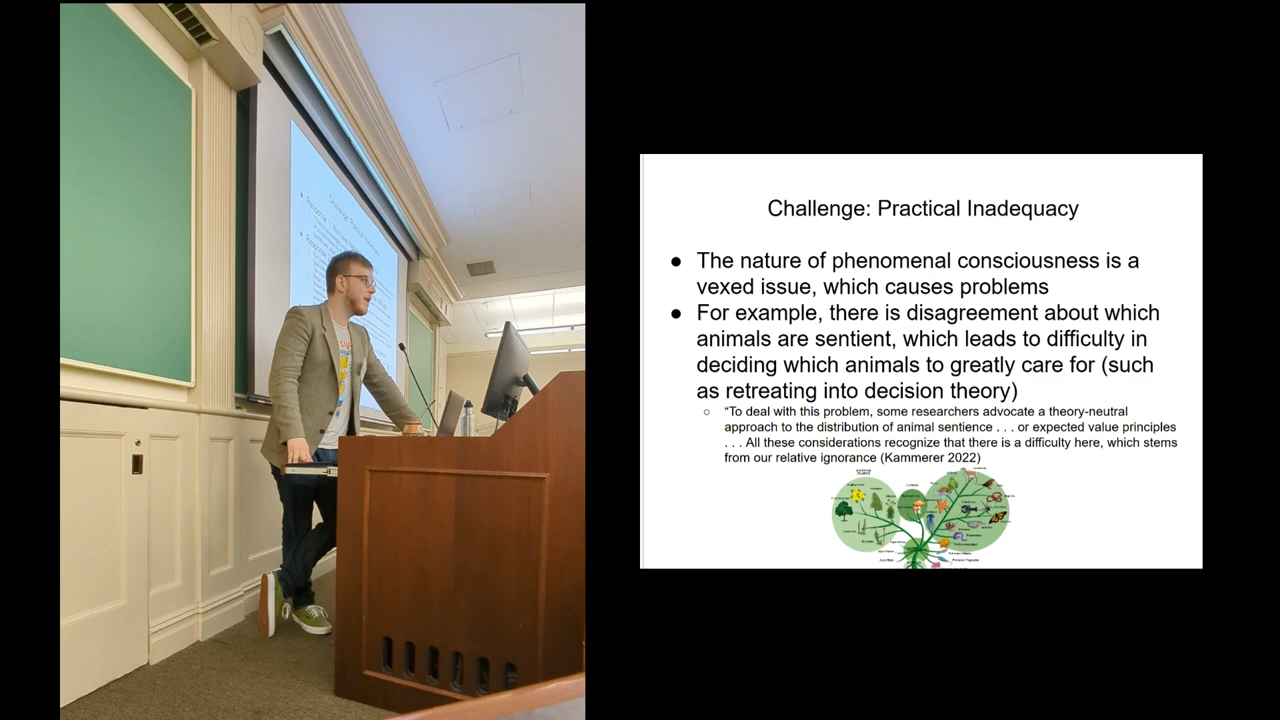 Challenge: Practical Inadequacy
● The nature of phenomenal consciousness is a
vexed issue, which causes problems
● For example, there is disagreement about which
animals are sentient, which leads to difficulty in
deciding which animals to greatly care for (such
as retreating into decision theory)
○ “To deal with this problem, some researchers advocate a theory-neutral
approach to the distribution of animal sentience . . . or expected value principles
. . . All these considerations recognize that there is a difficulty here, which stems
from our relative ignorance (Kammerer 2022)